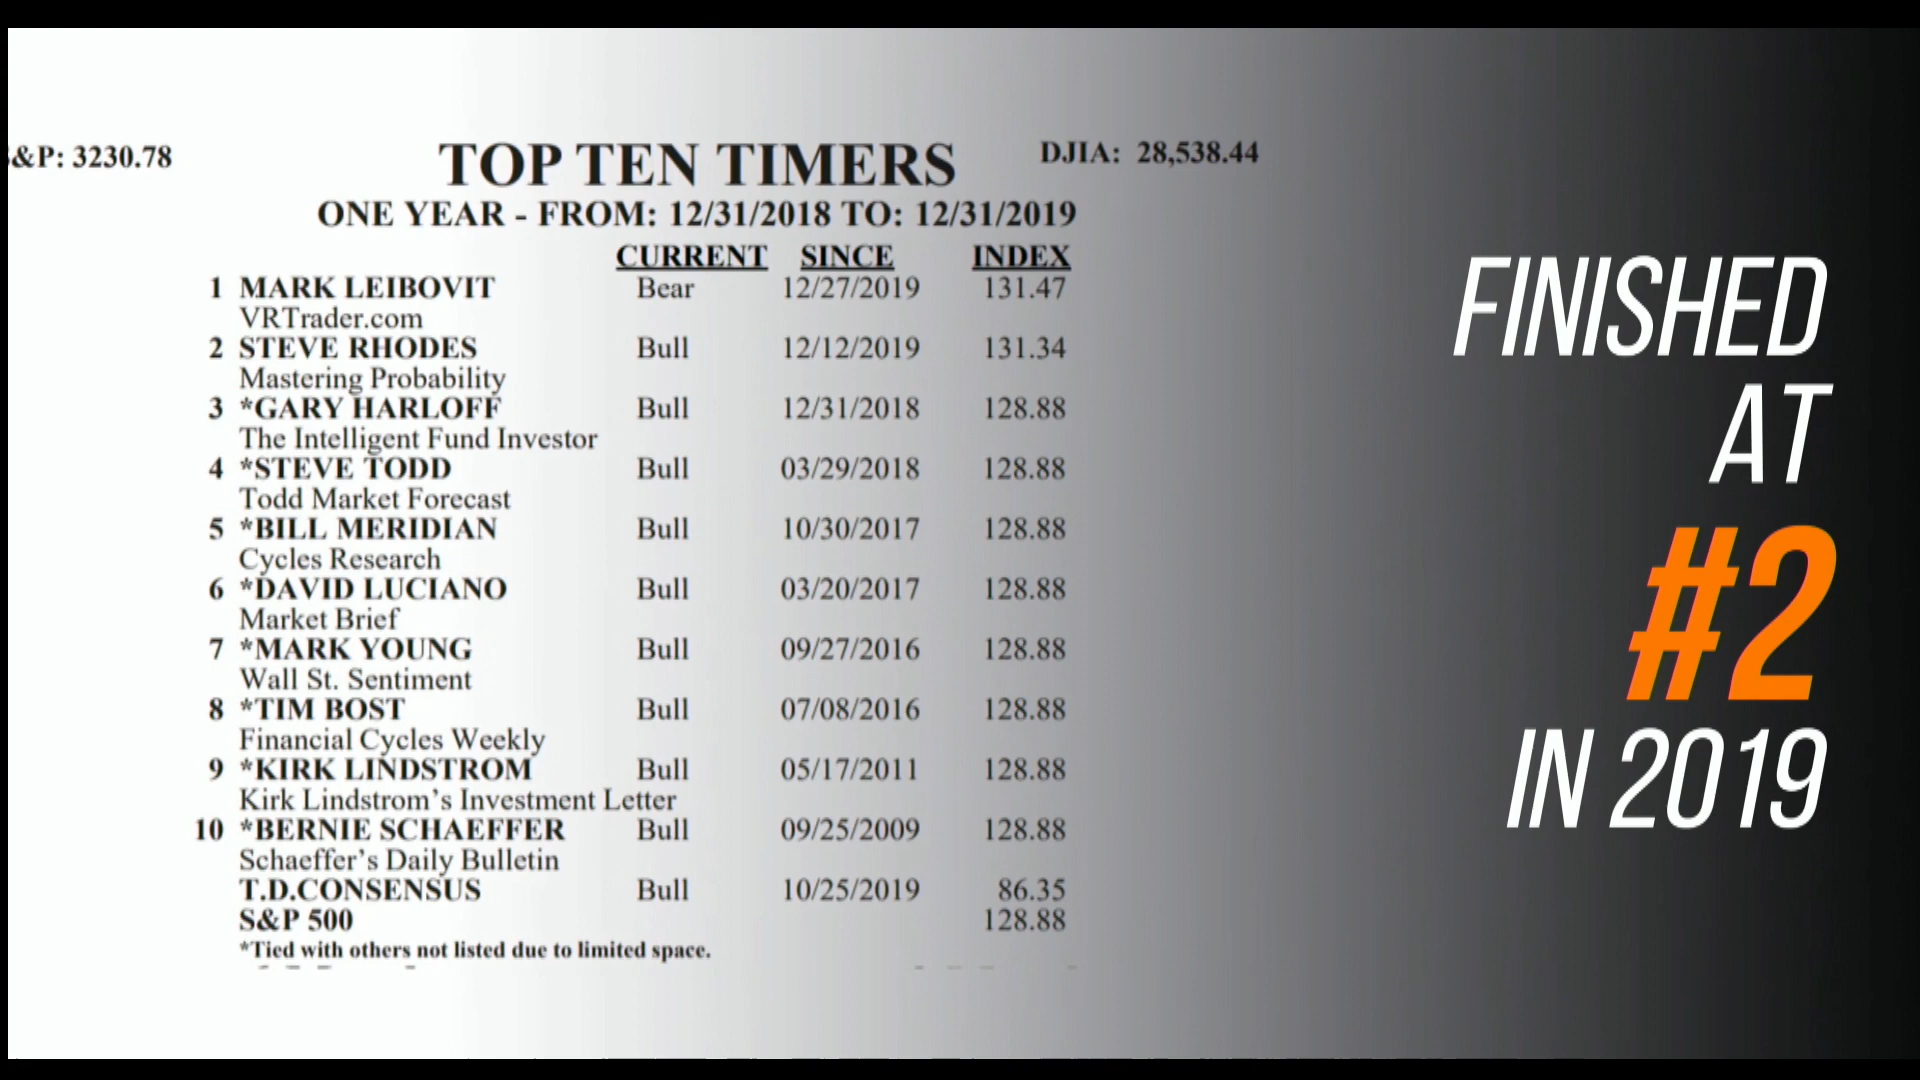 &P: 3230.78
TOP TEN TIMERS
DJIA: 28,538.44
ONE YEAR - FROM: 12/31/2018 TO: 12/31/2019
CURRENT SINCE INDEX
1 MARK LEIBOVIT Bear 12/27/2019 131.47
VRTrader.com
2 STEVE RHODES Bull 12/12/2019 131.34
Mastering Probability
3 *GARY HARLOFF Bull 12/31/2018 128.88
The Intelligent Fund Investor
4 *STEVE TODD Bull 03/29/2018 128.88
Todd Market Forecast
5 *BILL MERIDIAN Bull 10/30/2017 128.88
Cycles Research
6 *DAVID LUCIANO Bull 03/20/2017 128.88
Market Brief
7 *MARK YOUNG Bull 09/27/2016 128.88
Wall St. Sentiment
8 *TIM BOST Bull 07/08/2016 128.88
Financial Cycles Weekly
9 *KIRK LINDSTROM Bull 05/17/2011 128.88
Kirk Lindstrom’s Investment Letter
10 *BERNIE SCHAEFFER Bull 09/25/2009 128.88
Schaeffer’s Daily Bulletin
T.D.CONSENSUS Bull 10/25/2019 86.35
S&P 500 128.88
*Tied with others not listed due to limited space.
FINISHED
AT
#2
IN 2019